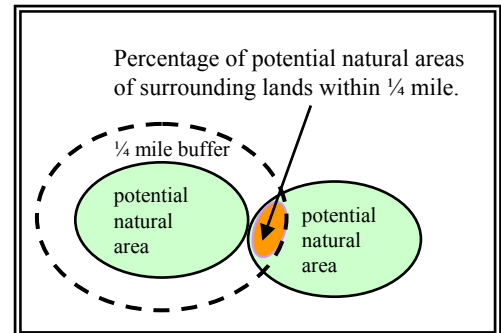 Percentage of potential natural areas
of surrounding lands within ¼ mile.
¼ mile buffer
potential
natural
area
potential
natural
area